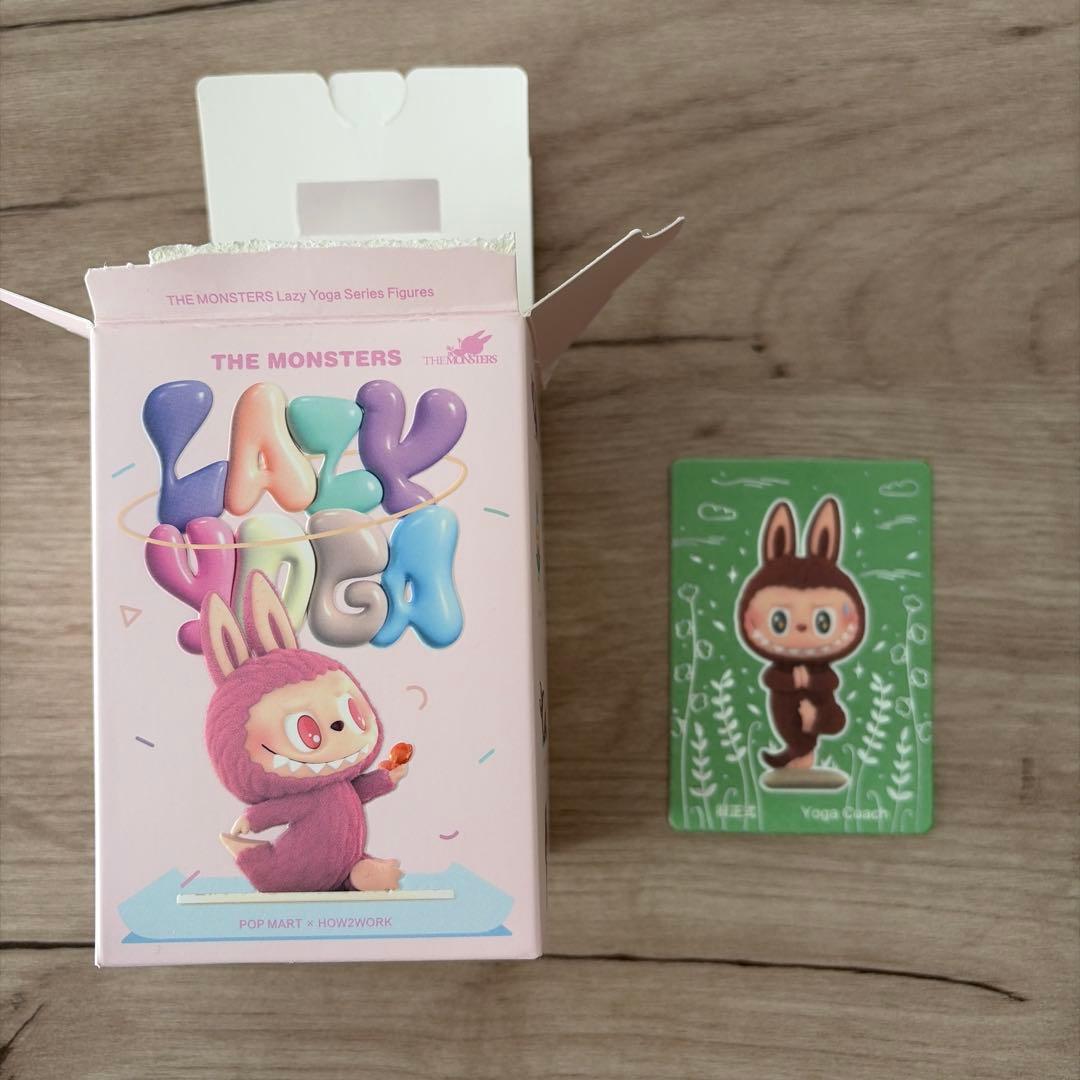 THE MONSTERS Lazy Yoga Series Figures
THE MONSTERS
THE MONSTERS
LAZY
YOGA
POP MART × HOW2WORK
Yoga Coach